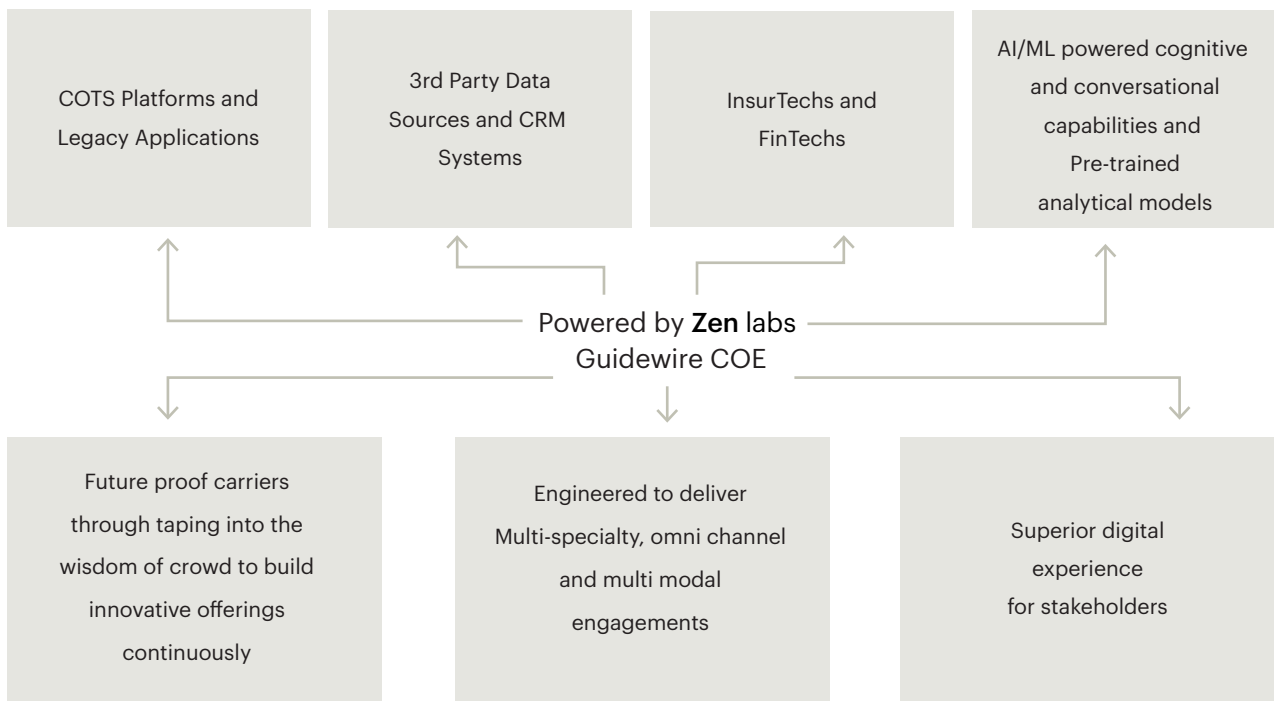 COTS Platforms and
Legacy Applications
3rd Party Data
Sources and CRM
Systems
InsurTechs and
FinTechs
AI/ML powered cognitive
and conversational
capabilities and
Pre-trained
analytical models
Powered by Zen labs
Guidewire COE
Future proof carriers
through taping into the
wisdom of crowd to build
innovative offerings
continuously
Engineered to deliver
Multi-specialty, omni channel
and multi modal
engagements
Superior digital
experience
for stakeholders